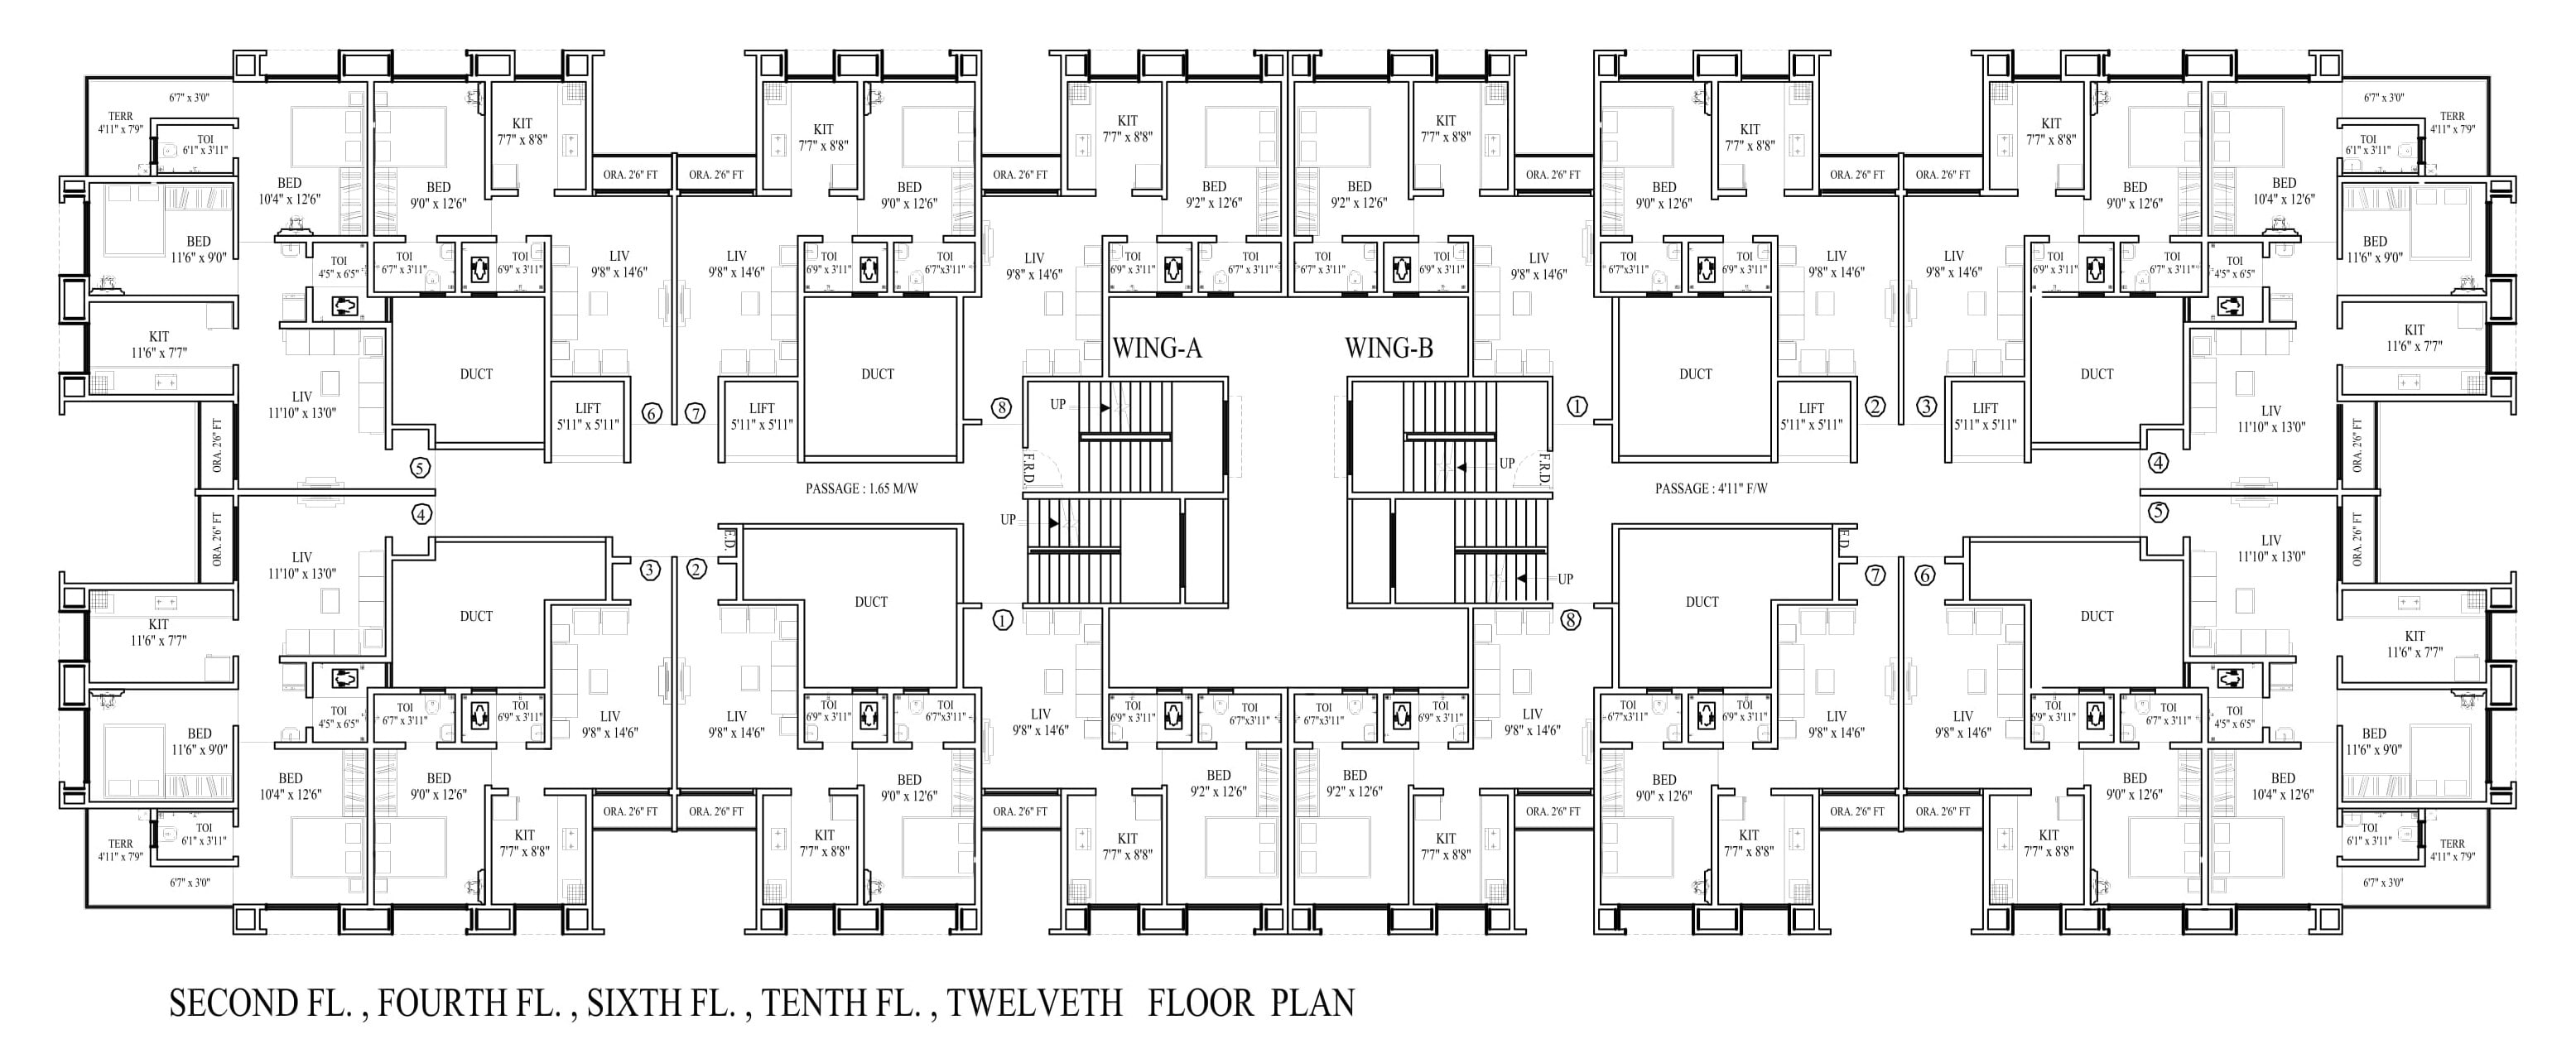 6'7" x 3'0"
TERR
4'11" x 7'9"
TOI
6'1" x 3'11"
BED
10'4" x 12'6"
BED
9'0" x 12'6"
KIT
7'7" x 8'8"
ORA. 2'6" FT
ORA. 2'6" FT
KIT
7'7" x 8'8"
BED
9'0" x 12'6"
ORA. 2'6" FT
KIT
7'7" x 8'8"
BED
9'2" x 12'6"
BED
9'2" x 12'6"
KIT
7'7" x 8'8"
ORA. 2'6" FT
BED
9'0" x 12'6"
KIT
7'7" x 8'8"
ORA. 2'6" FT
ORA. 2'6" FT
KIT
7'7" x 8'8"
BED
9'0" x 12'6"
BED
10'4" x 12'6"
6'7" x 3'0"
TERR
4'11" x 7'9"
TOI
6'1" x 3'11"
BED
11'6" x 9'0"
TOI
4'5" x 6'5"
TOI
6'7" x 3'11"
TOI
6'9" x 3'11"
LIV
9'8" x 14'6"
LIV
9'8" x 14'6"
TOI
6'9" x 3'11"
TOI
6'7"x3'11"
LIV
9'8" x 14'6"
TOI
6'9" x 3'11"
TOI
6'7" x 3'11"
TOI
6'7" x 3'11"
TOI
6'9" x 3'11"
LIV
9'8" x 14'6"
TOI
6'7"x3'11"
TOI
6'9" x 3'11"
LIV
9'8" x 14'6"
LIV
9'8" x 14'6"
TOI
6'9" x 3'11"
TOI
6'7" x 3'11"
TOI
4'5" x 6'5"
BED
11'6" x 9'0"
KIT
11'6" x 7'7"
LIV
11'10" x 13'0"
DUCT
LIFT
5'11" x 5'11"
6
7
LIFT
5'11" x 5'11"
DUCT
8
WING-A
UP
WING-B
UP
1
DUCT
LIFT
5'11" x 5'11"
2
3
LIFT
5'11" x 5'11"
DUCT
LIV
11'10" x 13'0"
KIT
11'6" x 7'7"
ORA. 2'6" FT
5
F.R.D.
F.R.D.
4
ORA. 2'6" FT
PASSAGE : 1.65 M/W
PASSAGE : 4'11" F/W
ORA. 2'6" FT
4
UP
UP
5
ORA. 2'6" FT
LIV
11'10" x 13'0"
KIT
11'6" x 7'7"
DUCT
3
2
F.D.
DUCT
1
8
DUCT
F.D.
7
6
DUCT
LIV
11'10" x 13'0"
KIT
11'6" x 7'7"
BED
11'6" x 9'0"
TOI
4'5" x 6'5"
TOI
6'7" x 3'11"
TOI
6'9" x 3'11"
LIV
9'8" x 14'6"
LIV
9'8" x 14'6"
TOI
6'9" x 3'11"
TOI
6'7"x3'11"
LIV
9'8" x 14'6"
TOI
6'9" x 3'11"
TOI
6'7"x3'11"
TOI
6'7"x3'11"
TOI
6'9" x 3'11"
LIV
9'8" x 14'6"
TOI
6'7"x3'11"
TOI
6'9" x 3'11"
LIV
9'8" x 14'6"
LIV
9'8" x 14'6"
TOI
6'9" x 3'11"
TOI
6'7" x 3'11"
TOI
4'5" x 6'5"
BED
11'6" x 9'0"
BED
10'4" x 12'6"
BED
9'0" x 12'6"
KIT
7'7" x 8'8"
ORA. 2'6" FT
ORA. 2'6" FT
KIT
7'7" x 8'8"
BED
9'0" x 12'6"
ORA. 2'6" FT
KIT
7'7" x 8'8"
BED
9'2" x 12'6"
BED
9'2" x 12'6"
KIT
7'7" x 8'8"
ORA. 2'6" FT
BED
9'0" x 12'6"
KIT
7'7" x 8'8"
ORA. 2'6" FT
ORA. 2'6" FT
KIT
7'7" x 8'8"
BED
9'0" x 12'6"
BED
10'4" x 12'6"
TERR
4'11" x 7'9"
TOI
6'1" x 3'11"
6'7" x 3'0"
TOI
6'1" x 3'11"
TERR
4'11" x 7'9"
6'7" x 3'0"
SECOND FL. , FOURTH FL. , SIXTH FL. , TENTH FL. , TWELVETH FLOOR PLAN